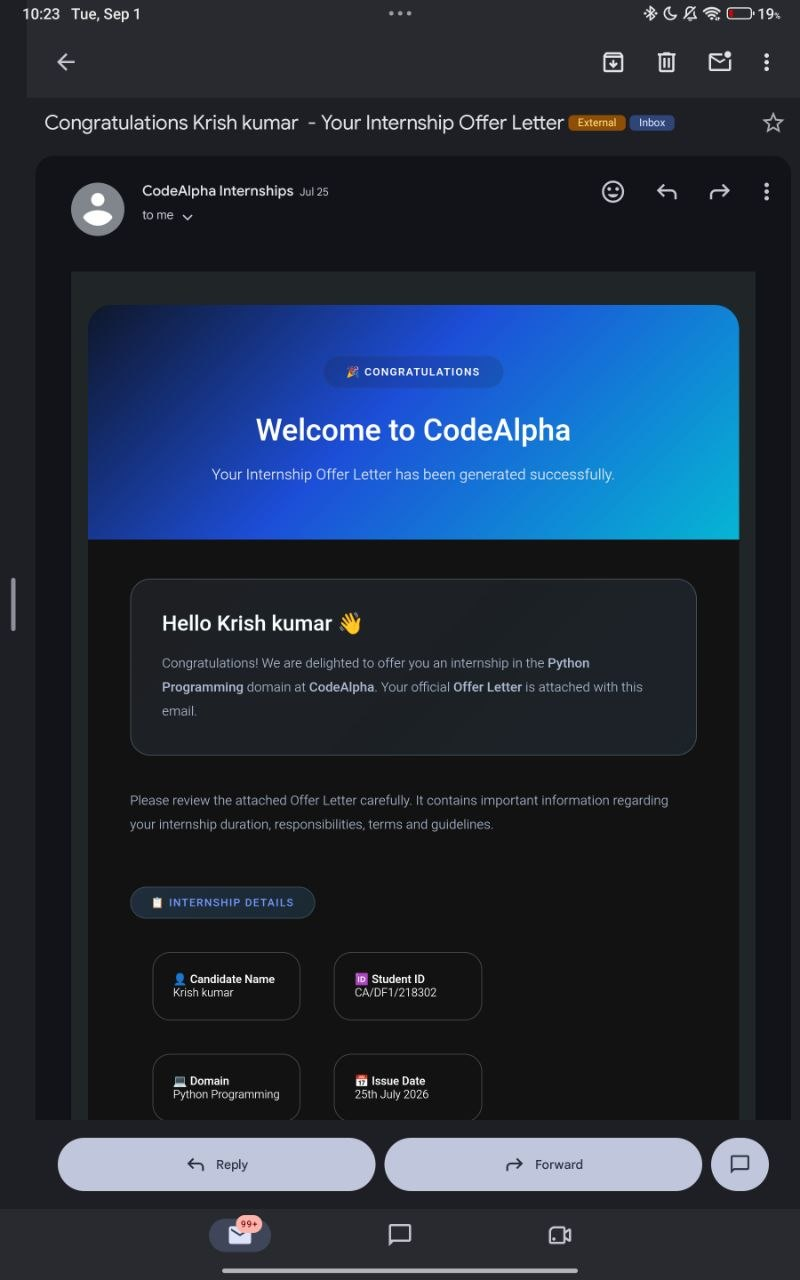 10:23 Tue, Sep 1
19%
Congratulations Krish kumar - Your Internship Offer Letter External Inbox
CodeAlpha Internships Jul 25
to me
🎉 CONGRATULATIONS
Welcome to CodeAlpha
Your Internship Offer Letter has been generated successfully.
Hello Krish kumar 👋
Congratulations! We are delighted to offer you an internship in the Python
Programming domain at CodeAlpha. Your official Offer Letter is attached with this
email.
Please review the attached Offer Letter carefully. It contains important information regarding
your internship duration, responsibilities, terms and guidelines.
📋 INTERNSHIP DETAILS
👤 Candidate Name
Krish kumar
🆔 Student ID
CA/DF1/218302
💻 Domain
Python Programming
📅 Issue Date
25th July 2026
Reply
Forward
99+